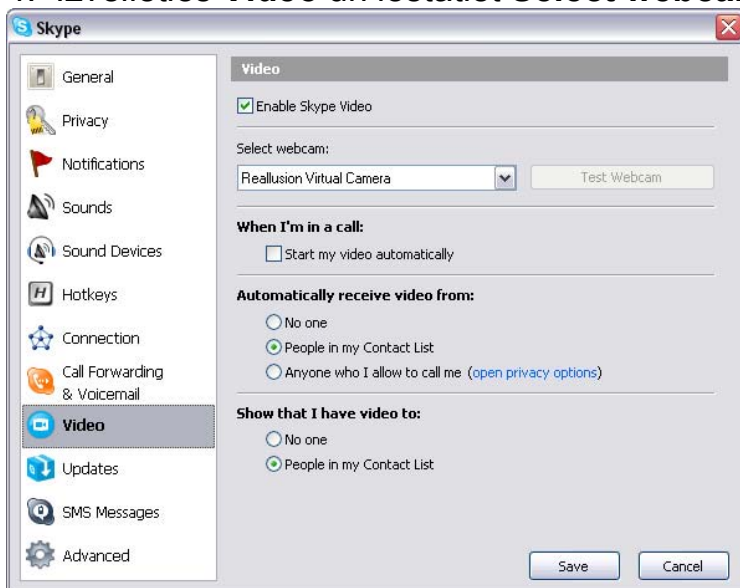 Skype
General
Privacy
Notifications
Sounds
Sound Devices
Hotkeys
Connection
Call Forwarding
& Voicemail
Video
Updates
SMS Messages
Advanced
Video
Enable Skype Video
Select webcam:
Reallusion Virtual Camera
Test Webcam
When I'm in a call:
Start my video automatically
Automatically receive video from:
No one
People in my Contact List
Anyone who I allow to call me (open privacy options)
Show that I have video to:
No one
People in my Contact List
Save
Cancel